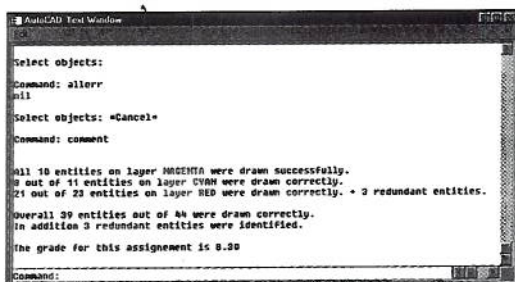 AutoCAD Text Window
Edit
Select objects:
Command: allerr
nil
Select objects: *Cancel*
Command: comment
All 10 entities on layer MAGENTA were drawn successfully.
8 out of 11 entities on layer CYAN were drawn correctly.
21 out of 23 entities on layer RED were drawn correctly. + 3 redundant entities.
Overall 39 entities out of 44 were drawn correctly.
In addition 3 redundant entities were identified.
The grade for this assignement is 8.30
Command: